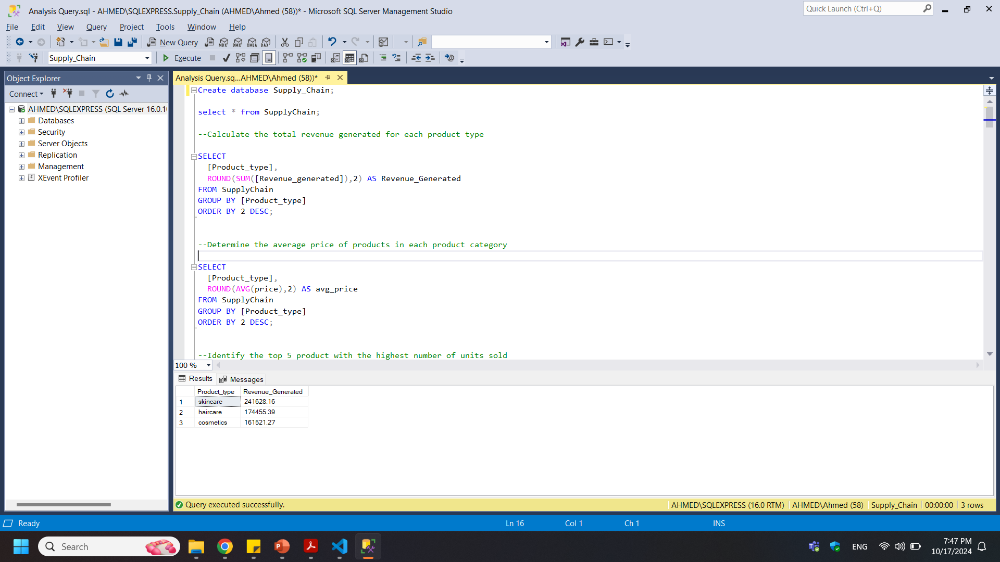 Analysis Query.sql - AHMED\SQLEXPRESS.Supply_Chain (AHMED\Ahmed (58))* - Microsoft SQL Server Management Studio
Quick Launch (Ctrl+Q)
File Edit View Query Project Tools Window Help
New Query MDX DMX XMLA DAX
Supply_Chain Execute
Object Explorer
Connect
AHMED\SQLEXPRESS (SQL Server 16.0.10
Databases
Security
Server Objects
Replication
Management
XEvent Profiler
Analysis Query.sq...AHMED\Ahmed (58))*
Create database Supply_Chain;
select * from SupplyChain;
--Calculate the total revenue generated for each product type
SELECT
[Product_type],
ROUND(SUM([Revenue_generated]),2) AS Revenue_Generated
FROM SupplyChain
GROUP BY [Product_type]
ORDER BY 2 DESC;
--Determine the average price of products in each product category
SELECT
[Product_type],
ROUND(AVG(price),2) AS avg_price
FROM SupplyChain
GROUP BY [Product_type]
ORDER BY 2 DESC;
--Identify the top 5 product with the highest number of units sold
100 %
Results Messages
Product_type Revenue_Generated
1 skincare 241628.16
2 haircare 174455.39
3 cosmetics 161521.27
Query executed successfully. AHMED\SQLEXPRESS (16.0 RTM) AHMED\Ahmed (58) Supply_Chain 00:00:00 3 rows
Ready Ln 16 Col 1 Ch 1 INS
Search
ENG
7:47 PM
10/17/2024